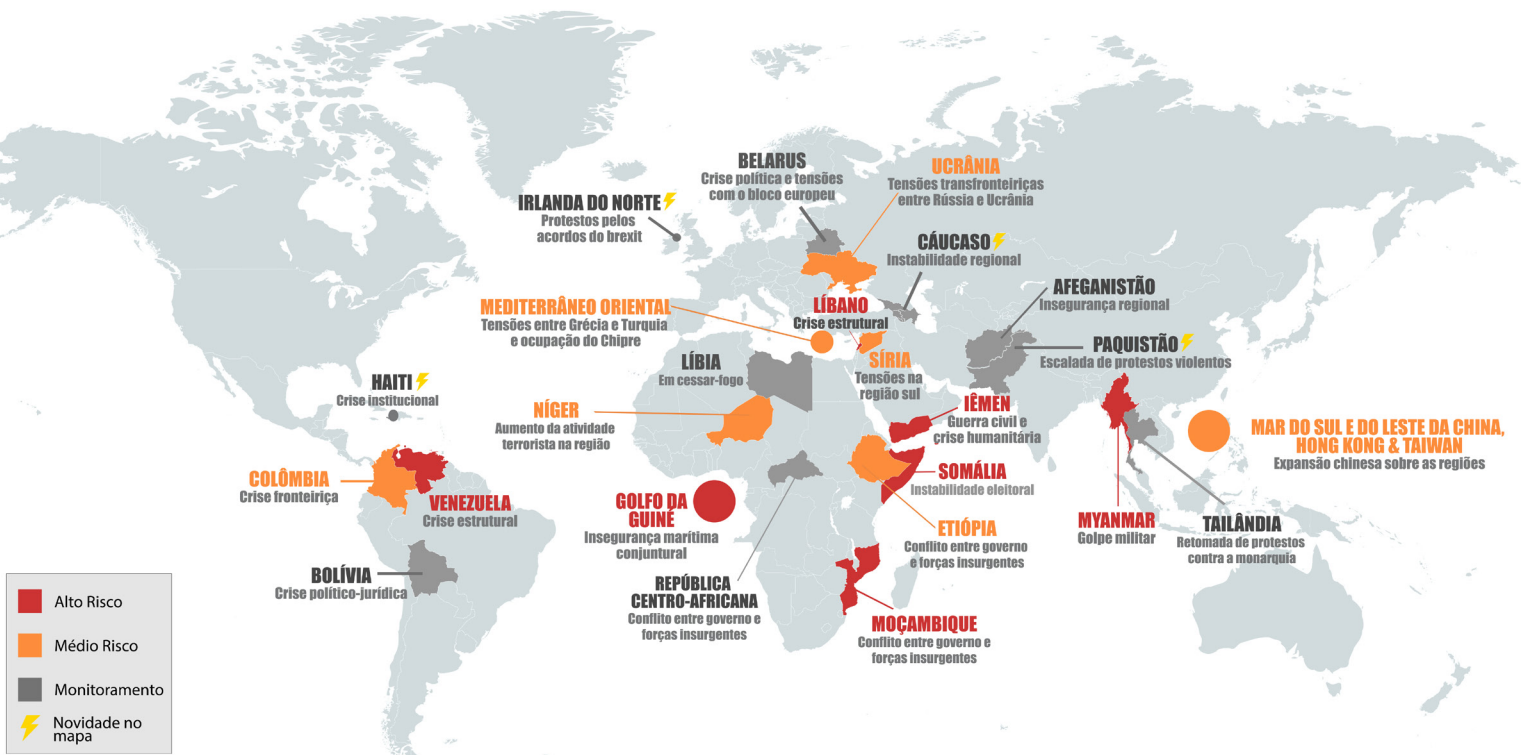 BELARUS
Crise política e tensões
com o bloco europeu
UCRÂNIA
Tensões transfronteiriças
entre Rússia e Ucrânia
IRLANDA DO NORTE
Protestos pelos
acordos do brexit
CÁUCASO
Instabilidade regional
AFEGANISTÃO
Insegurança regional
MEDITERRÂNEO ORIENTAL
Tensões entre Grécia e Turquia
e ocupação do Chipre
LÍBANO
Crise estrutural
PAQUISTÃO
Escalada de protestos violentos
LÍBIA
Em cessar-fogo
SÍRIA
Tensões na
região sul
HAITI
Crise institucional
NÍGER
Aumento da atividade
terrorista na região
IÊMEN
Guerra civil e
crise humanitária
MAR DO SUL E DO LESTE DA CHINA,
HONG KONG & TAIWAN
Expansão chinesa sobre as regiões
COLÔMBIA
Crise fronteiriça
VENEZUELA
Crise estrutural
GOLFO DA
GUINÉ
Insegurança marítima
conjuntural
SOMÁLIA
Instabilidade eleitoral
ETIÓPIA
Conflito entre governo
e forças insurgentes
MYANMAR
Golpe militar
TAILÂNDIA
Retomada de protestos
contra a monarquia
BOLÍVIA
Crise político-jurídica
REPÚBLICA
CENTRO-AFRICANA
Conflito entre governo e
forças insurgentes
MOÇAMBIQUE
Conflito entre governo e
forças insurgentes
Alto Risco
Médio Risco
Monitoramento
Novidade no
mapa